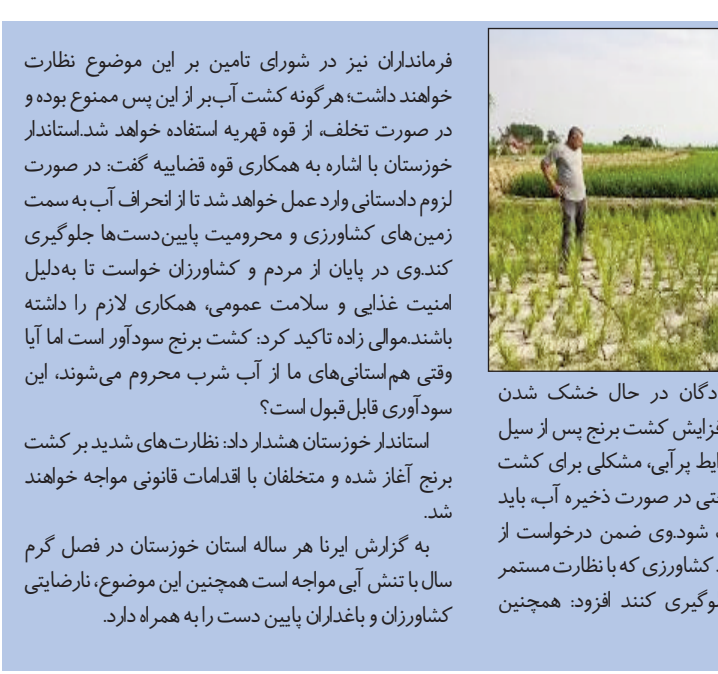 دگان در حال خشک شدن
فزایش کشت برنج پس از سیل
ایط پرآبی، مشکلی برای کشت
تی در صورت ذخیره آب، باید
شود.وی ضمن درخواست از
کشاورزی که با نظارت مستمر
وگیری کنند افزود: همچنین
فرمانداران نیز در شورای تامین بر این موضوع نظارت
خواهند داشت؛ هرگونه کشت آب‌بر از این پس ممنوع بوده و
در صورت تخلف، از قوه قهریه استفاده خواهد شد.استاندار
خوزستان با اشاره به همکاری قوه قضاییه گفت: در صورت
لزوم دادستانی وارد عمل خواهد شد تا از انحراف آب به سمت
زمین‌های کشاورزی و محرومیت پایین‌دست‌ها جلوگیری
کند.وی در پایان از مردم و کشاورزان خواست تا به‌دلیل
امنیت غذایی و سلامت عمومی، همکاری لازم را داشته
باشند.موالی زاده تاکید کرد: کشت برنج سودآور است اما آیا
وقتی هم‌استانی‌های ما از آب شرب محروم می‌شوند، این
سودآوری قابل‌قبول است؟
استاندار خوزستان هشدار داد: نظارت‌های شدید بر کشت
برنج آغاز شده و متخلفان با اقدامات قانونی مواجه خواهند
شد.
به گزارش ایرنا هر ساله استان خوزستان در فصل گرم
سال با تنش آبی مواجه است همچنین این موضوع، نارضایتی
کشاورزان و باغداران پایین دست را به همراه دارد.